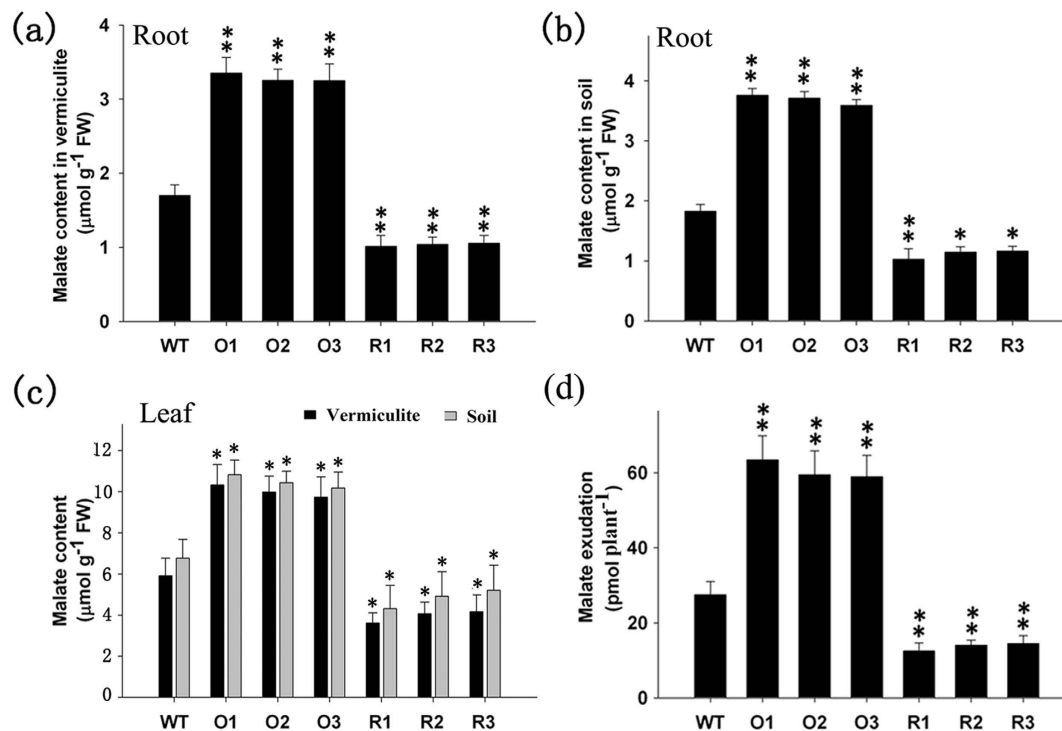 (a)
Root
Malate content in vermiculite
(μmol g⁻¹ FW)
4
3
2
1
0
** ** ** ** ** **
WT O1 O2 O3 R1 R2 R3
(b)
Root
Malate content in soil
(μmol g⁻¹ FW)
4
2
1
0
** ** ** ** * *
WT O1 O2 O3 R1 R2 R3
(c)
Leaf
Vermiculite Soil
Malate content
(μmol g⁻¹ FW)
12
10
8
6
4
2
0
* * * * * * * * * * * *
WT O1 O2 O3 R1 R2 R3
(d)
Malate exudation
(pmol plant⁻¹)
60
40
20
0
** ** ** ** ** **
WT O1 O2 O3 R1 R2 R3